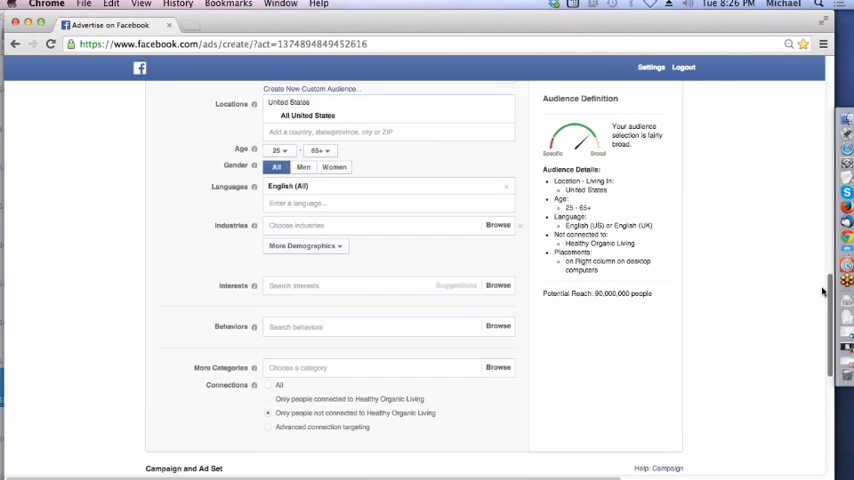 Chrome File Edit View History Bookmarks Window Help Tue 8:26 PM Michael
Advertise on Facebook
https://www.facebook.com/ads/create/?act=1374894849452616
Settings Logout
Create New Custom Audience...
Locations United States
All United States
Add a country, state/province, city or ZIP
Age 25 - 65+
Gender All Men Women
Languages English (All)
Enter a language...
Industries Choose industries Browse
More Demographics
Interests Search interests Suggestions Browse
Behaviors Search behaviors Browse
More Categories Choose a category Browse
Connections All
Only people connected to Healthy Organic Living
Only people not connected to Healthy Organic Living
Advanced connection targeting
Audience Definition
Your audience
selection is fairly
broad.
Specific Broad
Audience Details:
Location - Living In:
United States
Age:
25 - 65+
Language:
English (US) or English (UK)
Not connected to:
Healthy Organic Living
Placements:
on Right column on desktop
computers
Potential Reach: 90,000,000 people
Campaign and Ad Set Help: Campaign